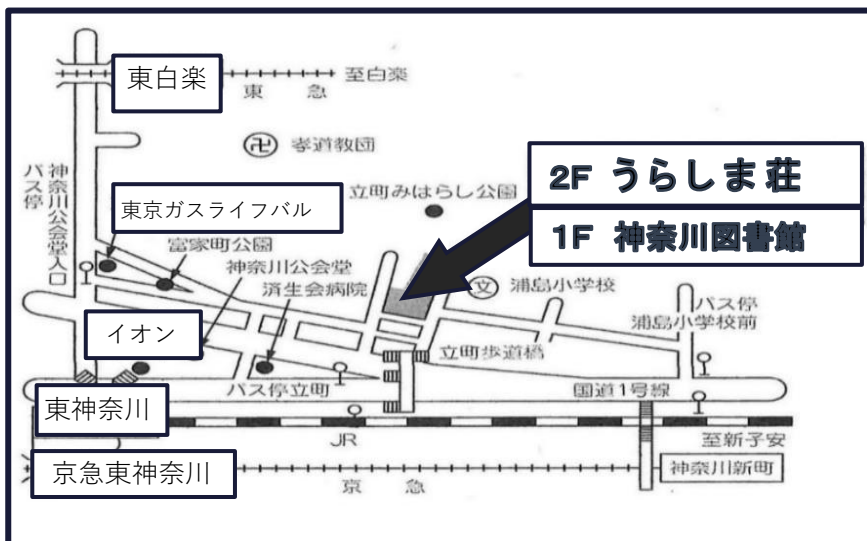 東白楽
至白楽
東急
卍 孝道教団
2F うらしま荘
1F 神奈川図書館
立町みはらし公園
神奈川公会堂入口
バス停
東京ガスライフバル
富家町公園
神奈川公会堂
済生会病院
文 浦島小学校
バス停
浦島小学校前
イオン
立町歩道橋
バス停立町
国道1号線
東神奈川
JR
至新子安
京急東神奈川
京急
神奈川新町